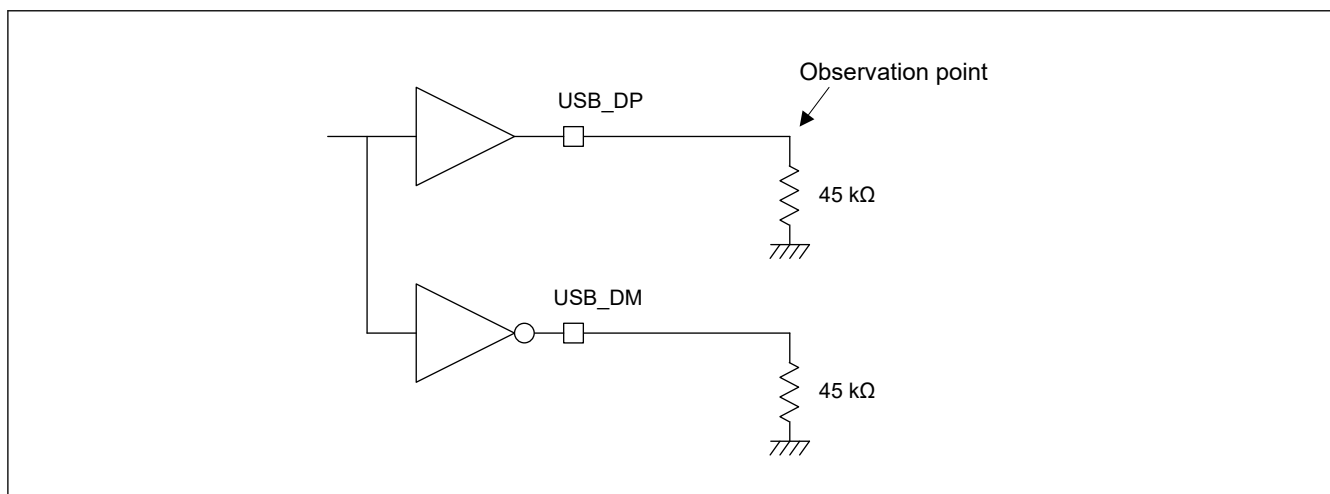 Observation point
USB_DP
45 kΩ
USB_DM
45 kΩ